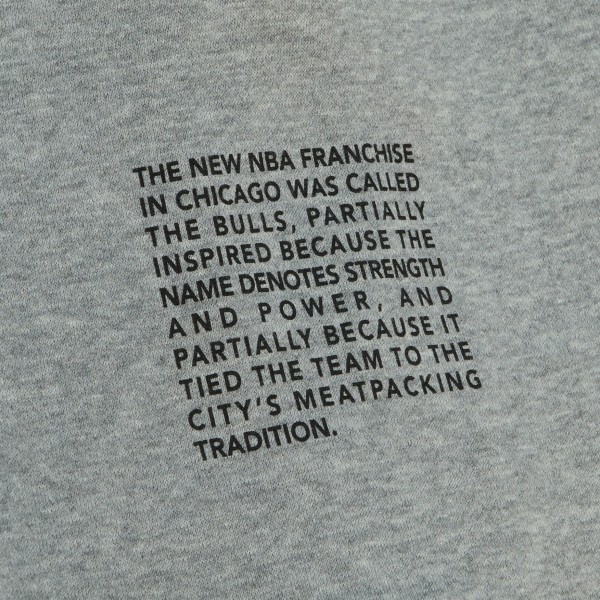 THE NEW NBA FRANCHISE
IN CHICAGO WAS CALLED
THE BULLS, PARTIALLY
INSPIRED BECAUSE THE
NAME DENOTES STRENGTH
AND POWER, AND
PARTIALLY BECAUSE IT
TIED THE TEAM TO THE
CITY'S MEATPACKING
TRADITION.